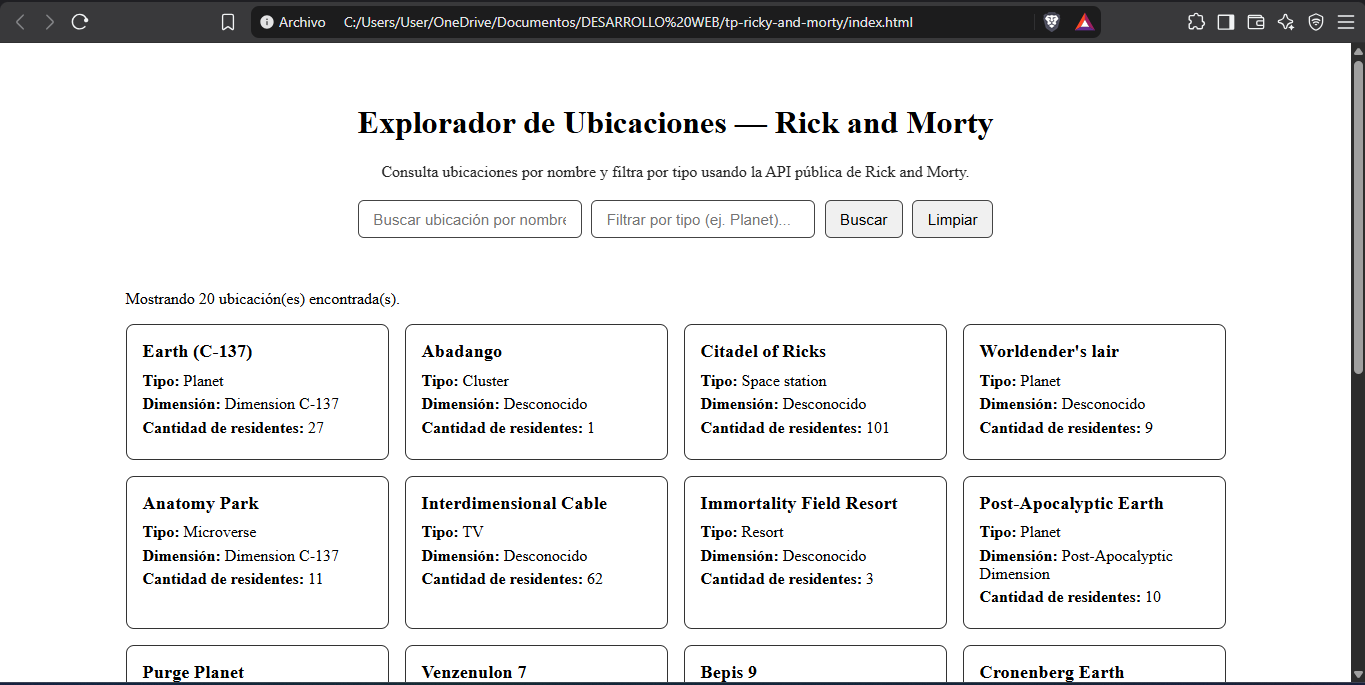 Archivo C:/Users/User/OneDrive/Documentos/DESARROLLO%20WEB/tp-ricky-and-morty/index.html
Explorador de Ubicaciones — Rick and Morty
Consulta ubicaciones por nombre y filtra por tipo usando la API pública de Rick and Morty.
Buscar ubicación por nombre
Filtrar por tipo (ej. Planet)...
Buscar
Limpiar
Mostrando 20 ubicación(es) encontrada(s).
Earth (C-137)
Tipo: Planet
Dimensión: Dimension C-137
Cantidad de residentes: 27
Abadango
Tipo: Cluster
Dimensión: Desconocido
Cantidad de residentes: 1
Citadel of Ricks
Tipo: Space station
Dimensión: Desconocido
Cantidad de residentes: 101
Worldender's lair
Tipo: Planet
Dimensión: Desconocido
Cantidad de residentes: 9
Anatomy Park
Tipo: Microverse
Dimensión: Dimension C-137
Cantidad de residentes: 11
Interdimensional Cable
Tipo: TV
Dimensión: Desconocido
Cantidad de residentes: 62
Immortality Field Resort
Tipo: Resort
Dimensión: Desconocido
Cantidad de residentes: 3
Post-Apocalyptic Earth
Tipo: Planet
Dimensión: Post-Apocalyptic
Dimension
Cantidad de residentes: 10
Purge Planet
Venzenulon 7
Bepis 9
Cronenberg Earth